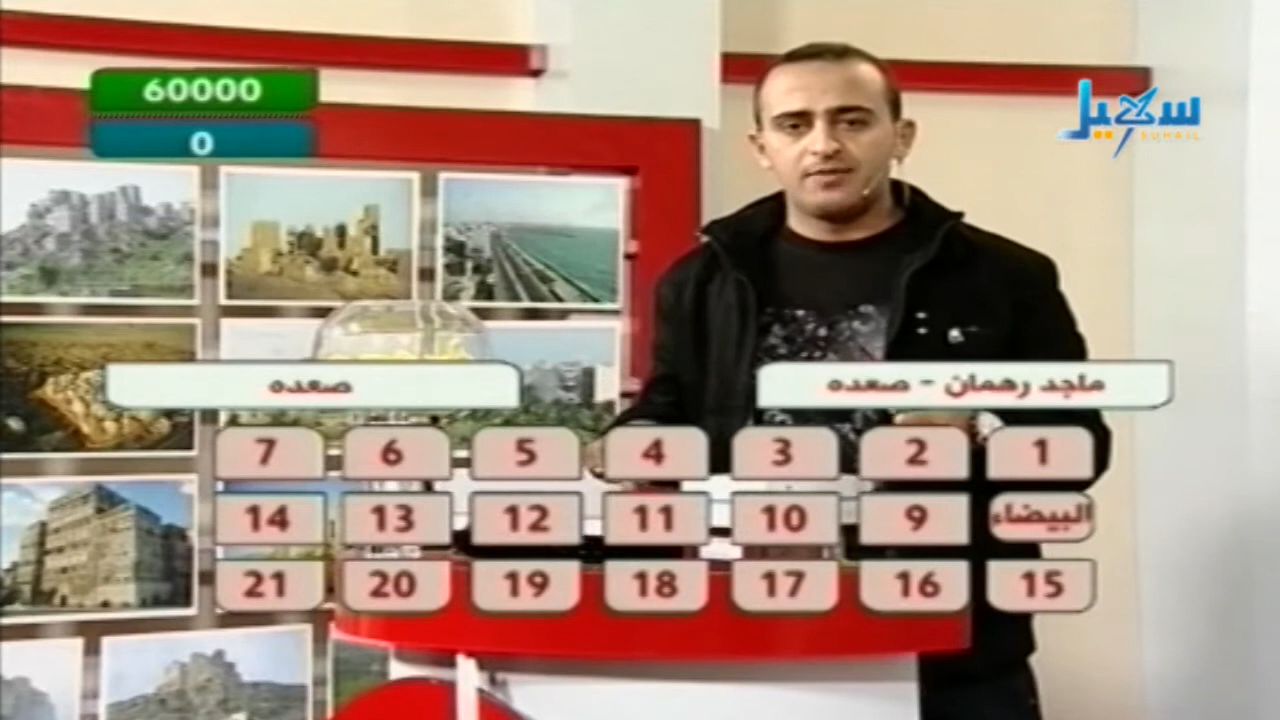 60000
0
سهيل
SUHAIL
ماجد رهمان - صعده
صعده
1 2 3 4 5 6 7
البيضاء 9 10 11 12 13 14
15 16 17 18 19 20 21